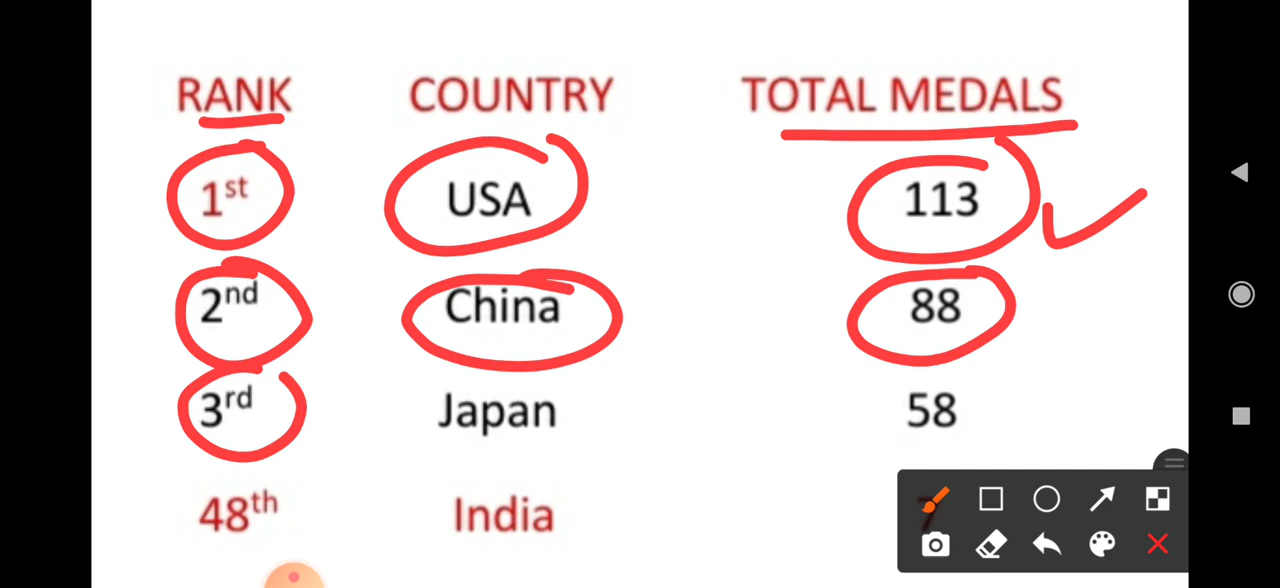 RANK COUNTRY TOTAL MEDALS
1st USA 113
2nd China 88
3rd Japan 58
48th India